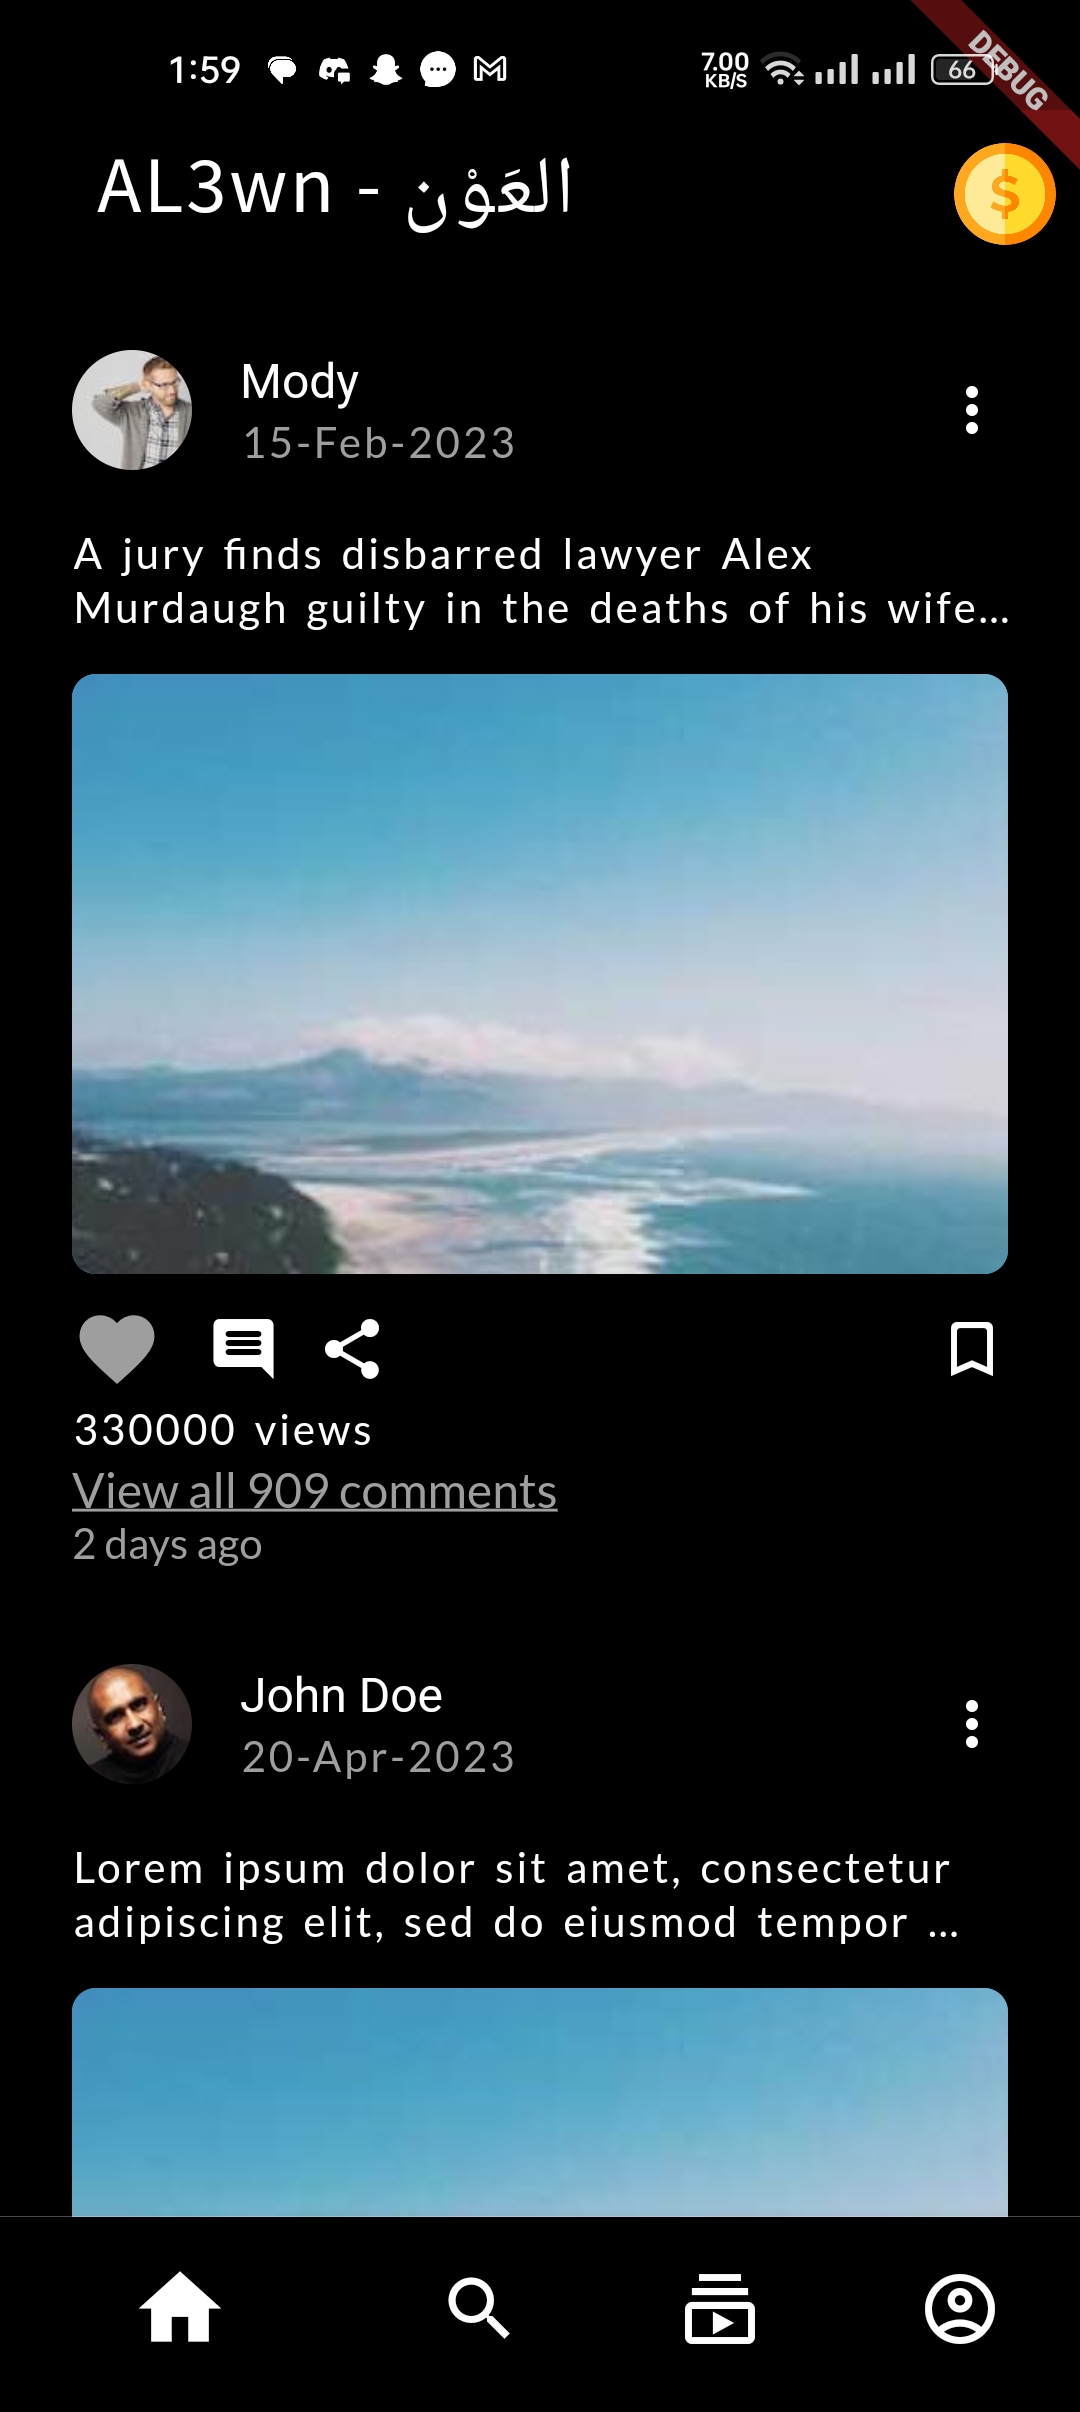 1:59
7.00 KB/S
66
DEBUG
AL3wn - العَوْن
Mody
15-Feb-2023
A jury finds disbarred lawyer Alex
Murdaugh guilty in the deaths of his wife...
330000 views
View all 909 comments
2 days ago
John Doe
20-Apr-2023
Lorem ipsum dolor sit amet, consectetur
adipiscing elit, sed do eiusmod tempor ...